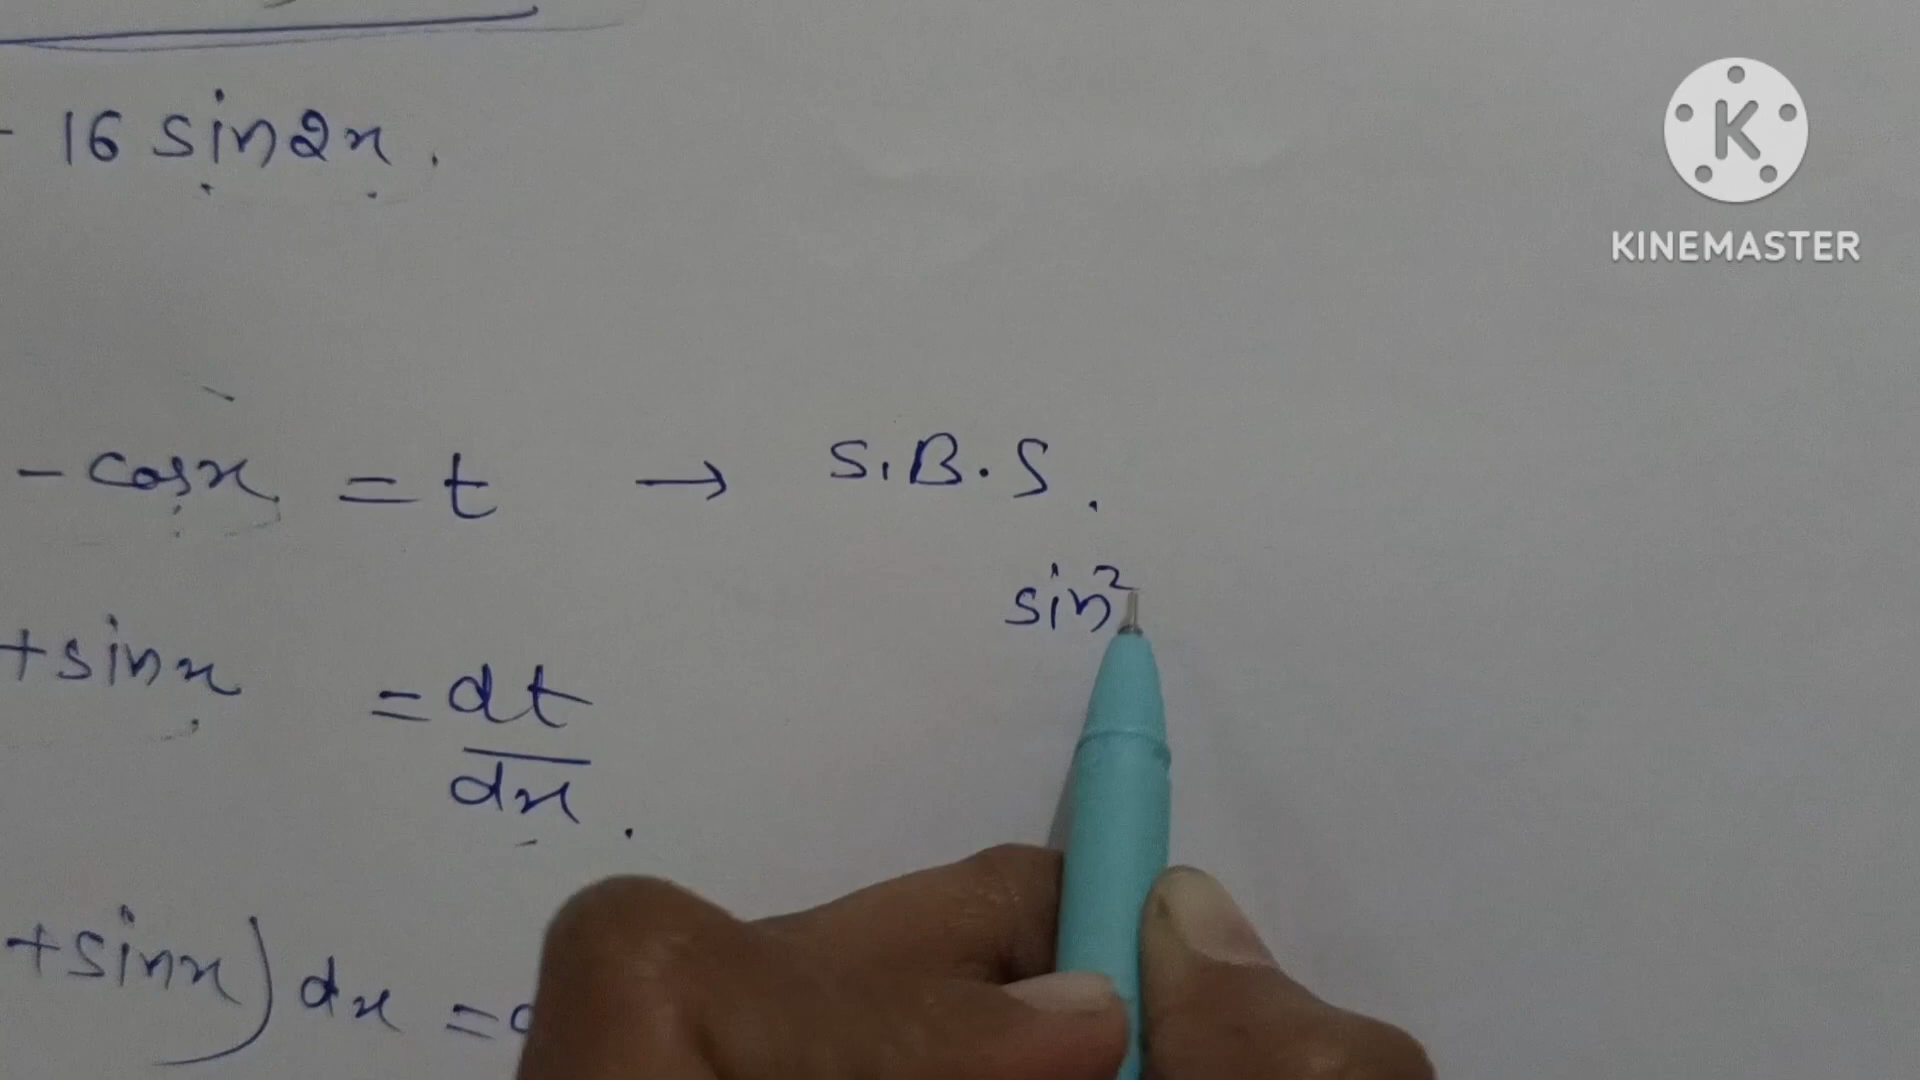 - 16 sin2x.
- cosx = t → S.B.S.
sin²
+sinx = dt/dx.
+sinx) dx =
KINEMASTER